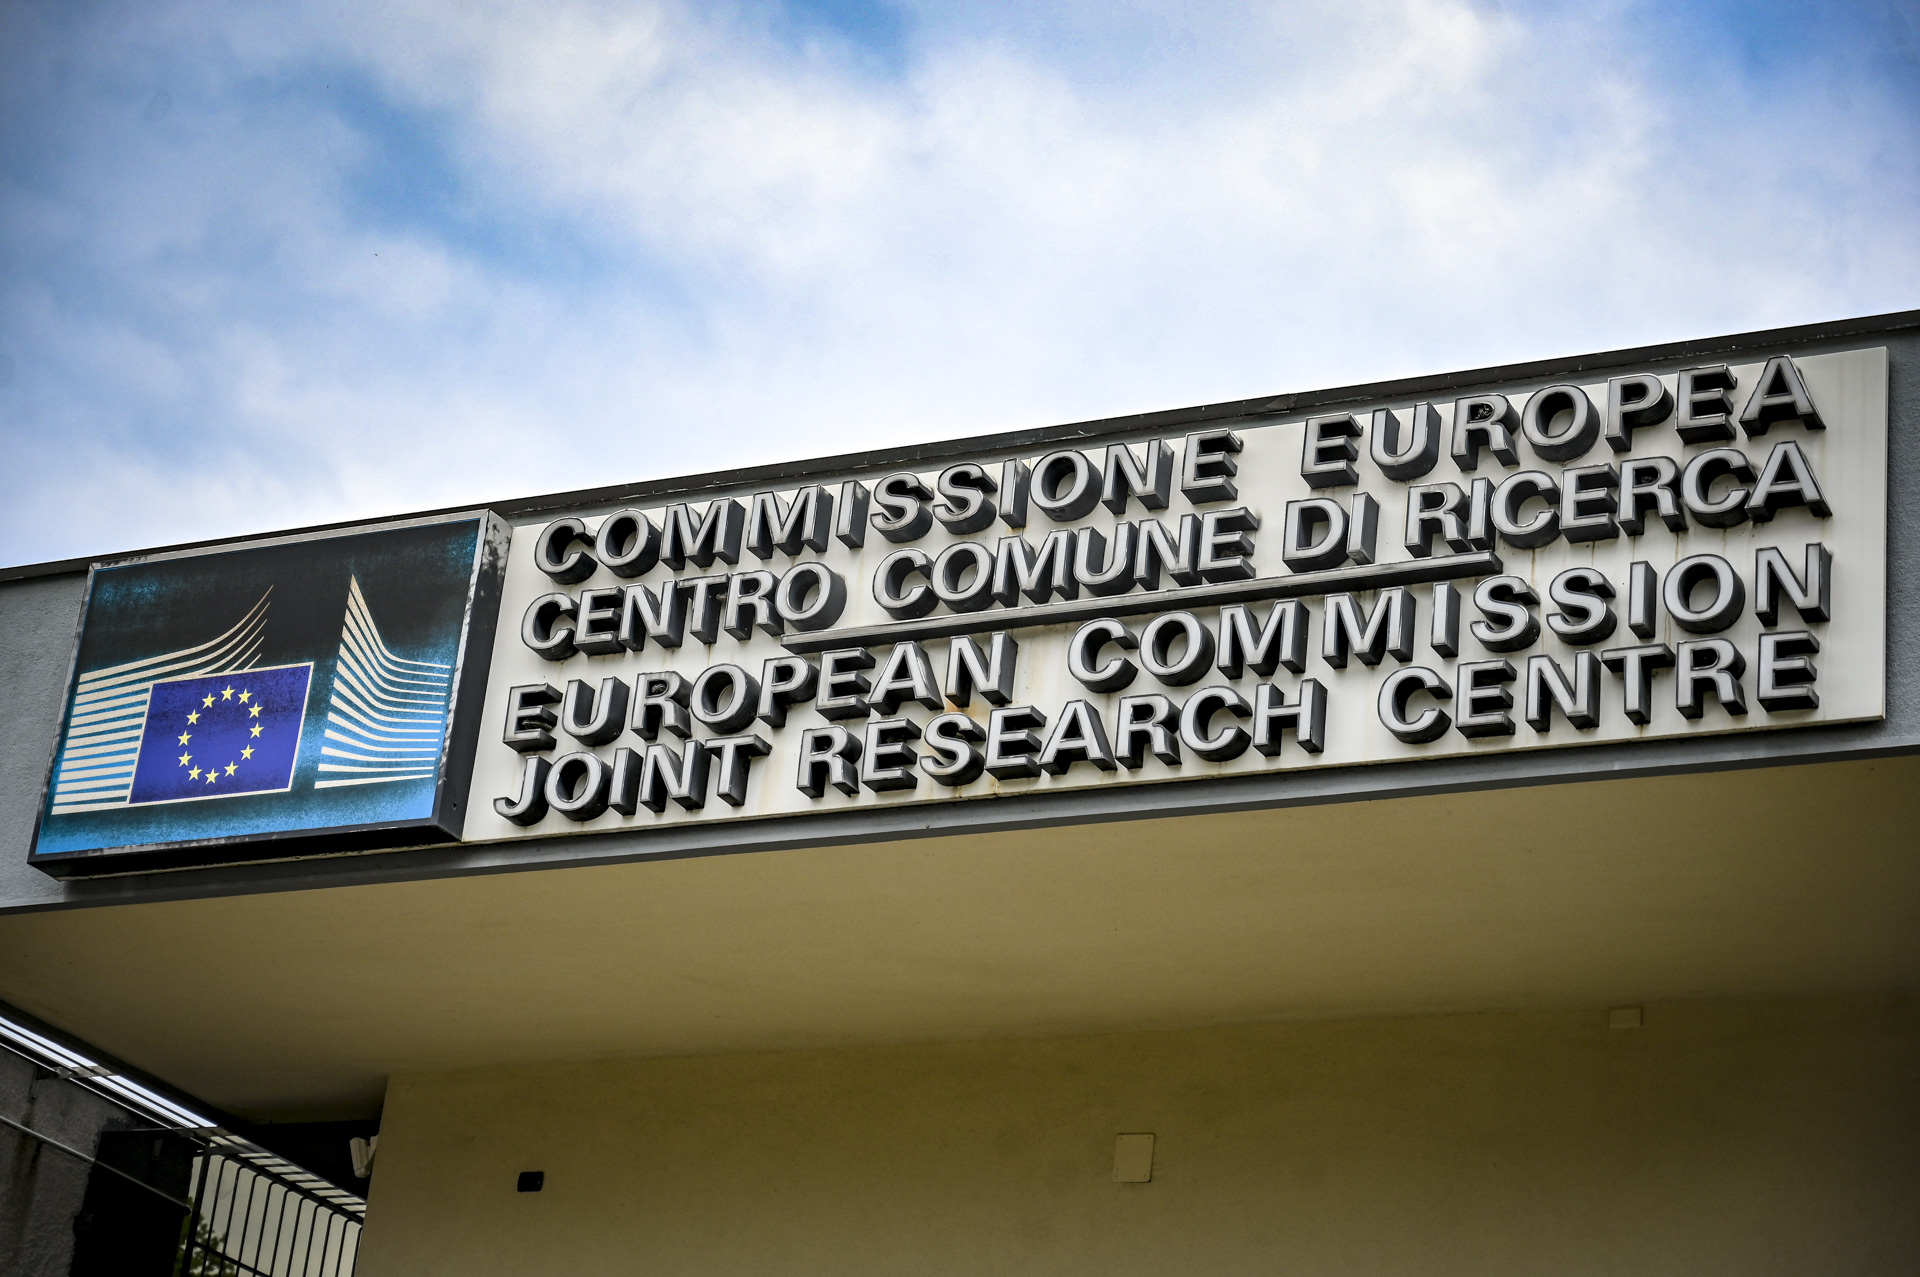 COMMISSIONE EUROPEA
CENTRO COMUNE DI RICERCA
EUROPEAN COMMISSION
JOINT RESEARCH CENTRE